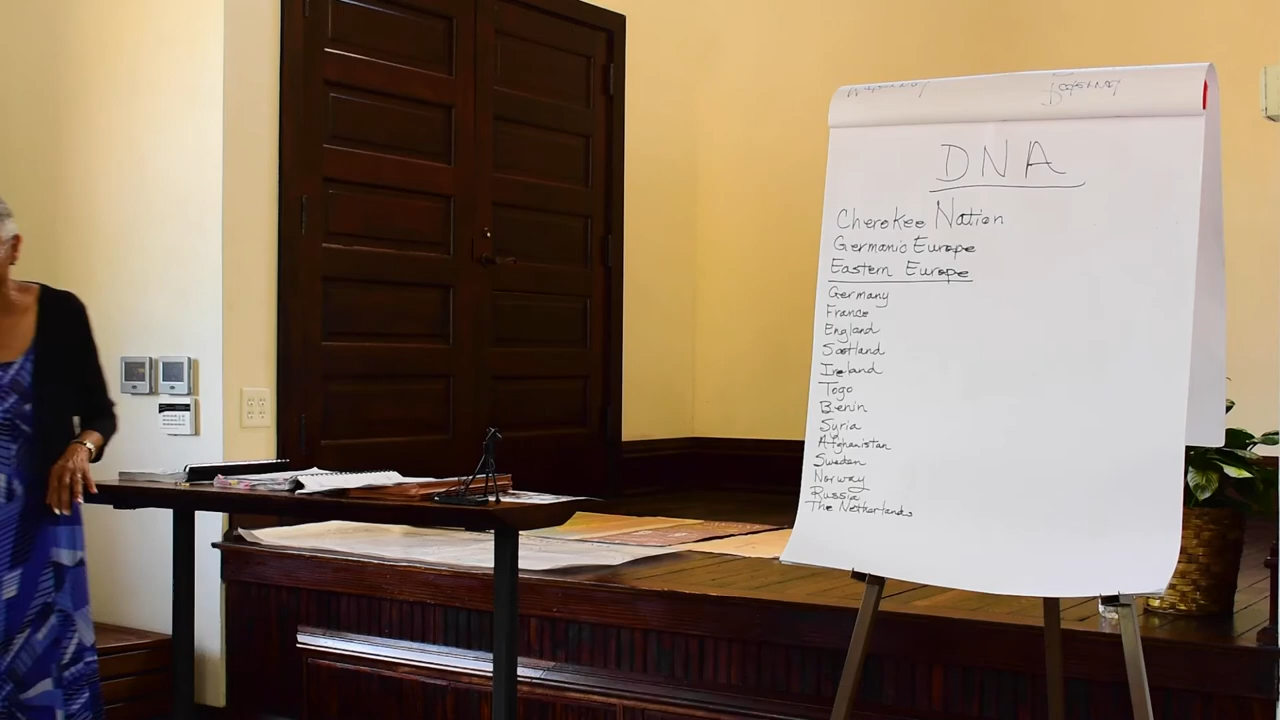 DNA
Cherokee Nation
Germanic Europe
Eastern Europe
Germany
France
England
Scotland
Ireland
Togo
Benin
Syria
Afghanistan
Sweden
Norway
Russia
The Netherlands